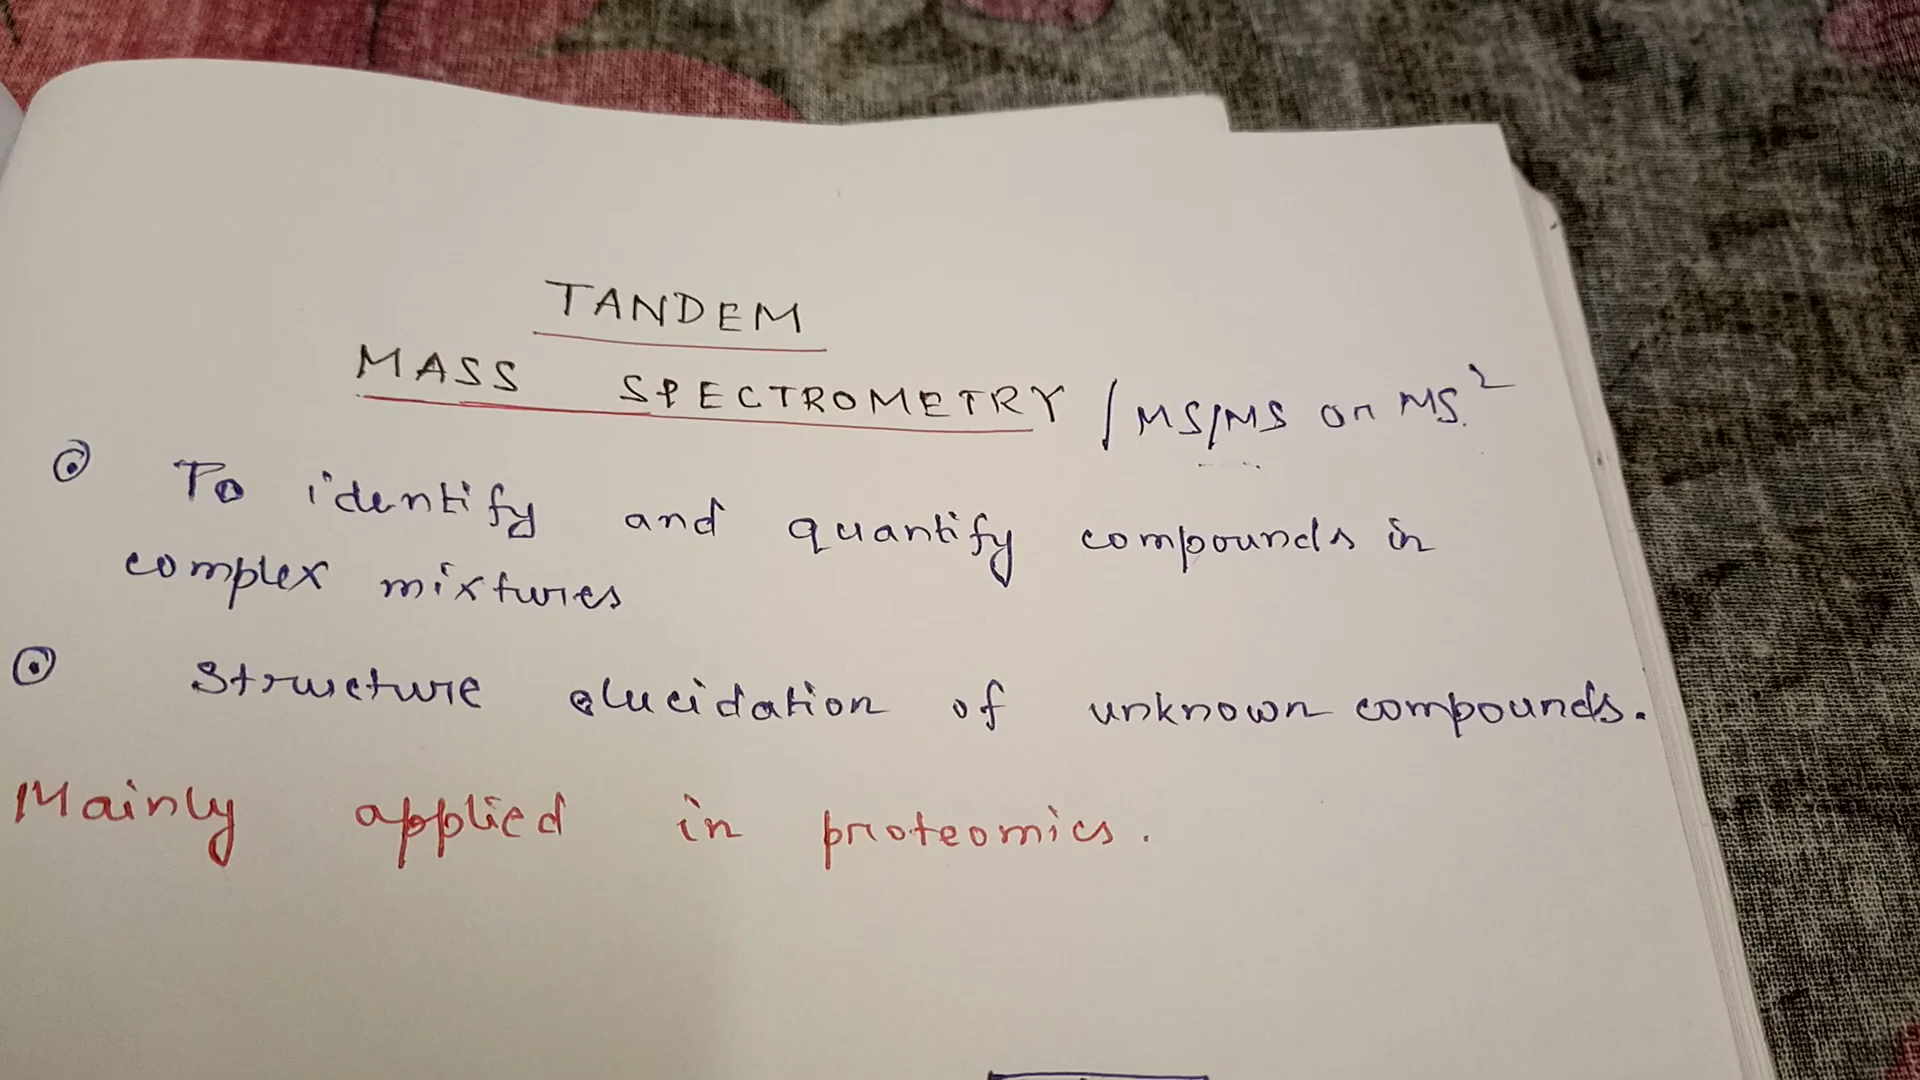 TANDEM
MASS SPECTROMETRY / MS/MS or MS²
To identify and quantify compounds in
complex mixtures
Structure elucidation of unknown compounds.
Mainly applied in proteomics.